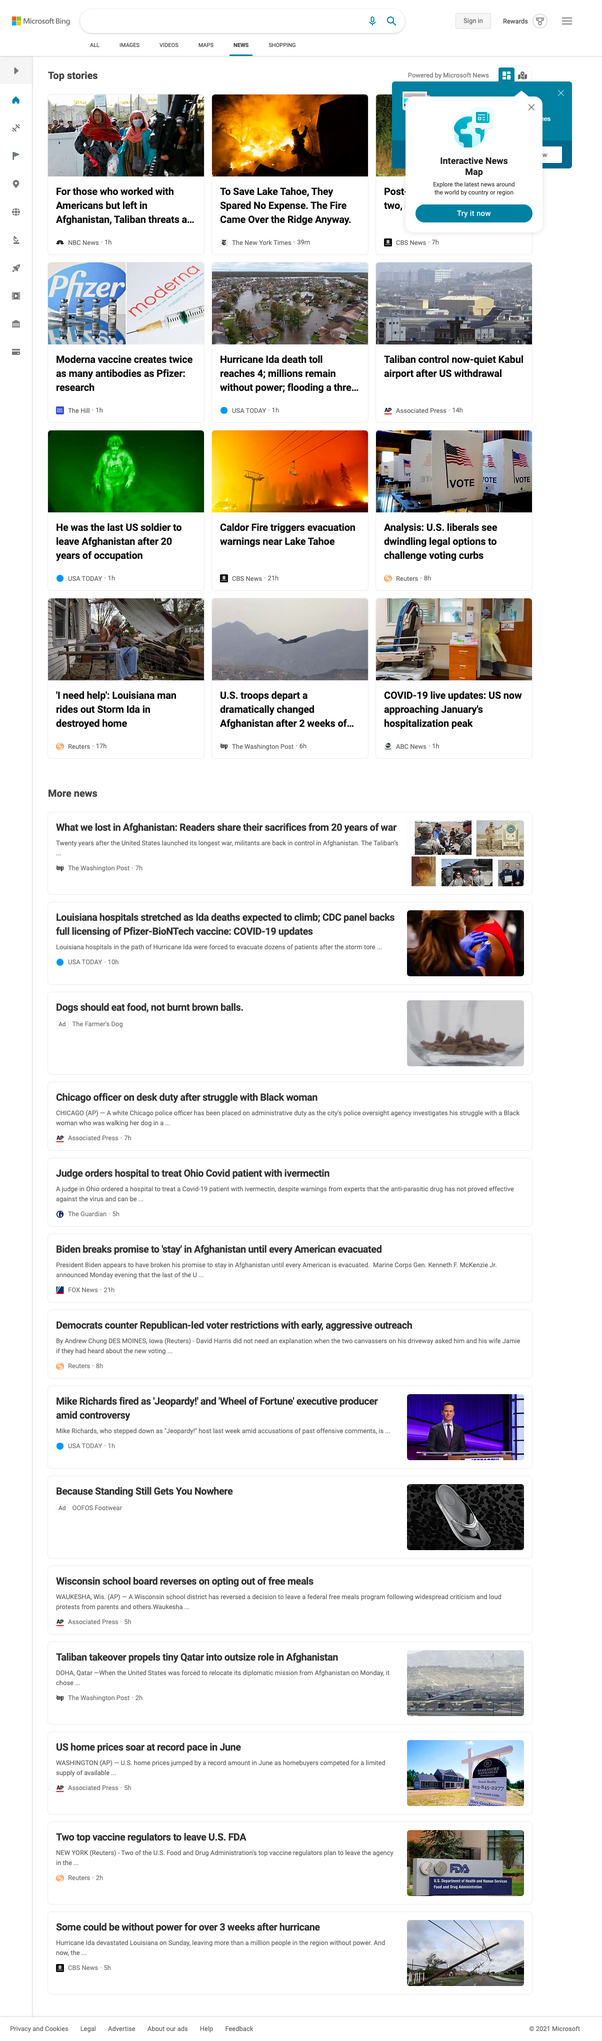 Microsoft Bing
Sign in
Rewards
ALL
IMAGES
VIDEOS
MAPS
NEWS
SHOPPING
Top stories
Powered by Microsoft News
Interactive News
Map
Explore the latest news around
the world by country or region
Try it now
For those who worked with
Americans but left in
Afghanistan, Taliban threats a...
NBC News · 1h
To Save Lake Tahoe, They
Spared No Expense. The Fire
Came Over the Ridge Anyway.
The New York Times · 39m
Post-
two,
CBS News · 7h
Pfizer
moderna
Moderna vaccine creates twice
as many antibodies as Pfizer:
research
The Hill · 1h
Hurricane Ida death toll
reaches 4; millions remain
without power; flooding a thre...
USA TODAY · 1h
Taliban control now-quiet Kabul
airport after US withdrawal
AP Associated Press · 14h
He was the last US soldier to
leave Afghanistan after 20
years of occupation
USA TODAY · 1h
Caldor Fire triggers evacuation
warnings near Lake Tahoe
CBS News · 21h
VOTE
VOTE
Analysis: U.S. liberals see
dwindling legal options to
challenge voting curbs
Reuters · 8h
'I need help': Louisiana man
rides out Storm Ida in
destroyed home
Reuters · 17h
U.S. troops depart a
dramatically changed
Afghanistan after 2 weeks of...
wp The Washington Post · 6h
COVID-19 live updates: US now
approaching January's
hospitalization peak
ABC News · 1h
More news
What we lost in Afghanistan: Readers share their sacrifices from 20 years of war
Twenty years after the United States launched its longest war, militants are back in control in Afghanistan. The Taliban's
...
wp The Washington Post · 7h
Louisiana hospitals stretched as Ida deaths expected to climb; CDC panel backs
full licensing of Pfizer-BioNTech vaccine: COVID-19 updates
Louisiana hospitals in the path of Hurricane Ida were forced to evacuate dozens of patients after the storm tore ...
USA TODAY · 10h
Dogs should eat food, not burnt brown balls.
Ad The Farmer's Dog
Chicago officer on desk duty after struggle with Black woman
CHICAGO (AP) — A white Chicago police officer has been placed on administrative duty as the city's police oversight agency investigates his struggle with a Black
woman who was walking her dog in a ...
AP Associated Press · 7h
Judge orders hospital to treat Ohio Covid patient with ivermectin
A judge in Ohio ordered a hospital to treat a Covid-19 patient with ivermectin, despite warnings from experts that the anti-parasitic drug has not proved effective
against the virus and can be ...
The Guardian · 5h
Biden breaks promise to 'stay' in Afghanistan until every American evacuated
President Biden appears to have broken his promise to stay in Afghanistan until every American is evacuated. Marine Corps Gen. Kenneth F. McKenzie Jr.
announced Monday evening that the last of the U ...
FOX News · 21h
Democrats counter Republican-led voter restrictions with early, aggressive outreach
By Andrew Chung DES MOINES, Iowa (Reuters) - David Harris did not need an explanation when the two canvassers on his driveway asked him and his wife Jamie
if they had heard about the new voting ...
Reuters · 8h
Mike Richards fired as 'Jeopardy!' and 'Wheel of Fortune' executive producer
amid controversy
Mike Richards, who stepped down as "Jeopardy!" host last week amid accusations of past offensive comments, is ...
USA TODAY · 1h
Because Standing Still Gets You Nowhere
Ad OOFOS Footwear
Wisconsin school board reverses on opting out of free meals
WAUKESHA, Wis. (AP) — A Wisconsin school district has reversed a decision to leave a federal free meals program following widespread criticism and loud
protests from parents and others.Waukesha ...
AP Associated Press · 5h
Taliban takeover propels tiny Qatar into outsize role in Afghanistan
DOHA, Qatar —When the United States was forced to relocate its diplomatic mission from Afghanistan on Monday, it
chose ...
wp The Washington Post · 2h
US home prices soar at record pace in June
WASHINGTON (AP) — U.S. home prices jumped by a record amount in June as homebuyers competed for a limited
supply of available ...
AP Associated Press · 5h
Two top vaccine regulators to leave U.S. FDA
NEW YORK (Reuters) - Two of the U.S. Food and Drug Administration's top vaccine regulators plan to leave the agency
in the ...
Reuters · 2h
FDA
U.S. Department of Health and Human Services
Food and Drug Administration
Some could be without power for over 3 weeks after hurricane
Hurricane Ida devastated Louisiana on Sunday, leaving more than a million people in the region without power. And
now, the ...
CBS News · 5h
Privacy and Cookies
Legal
Advertise
About our ads
Help
Feedback
© 2021 Microsoft